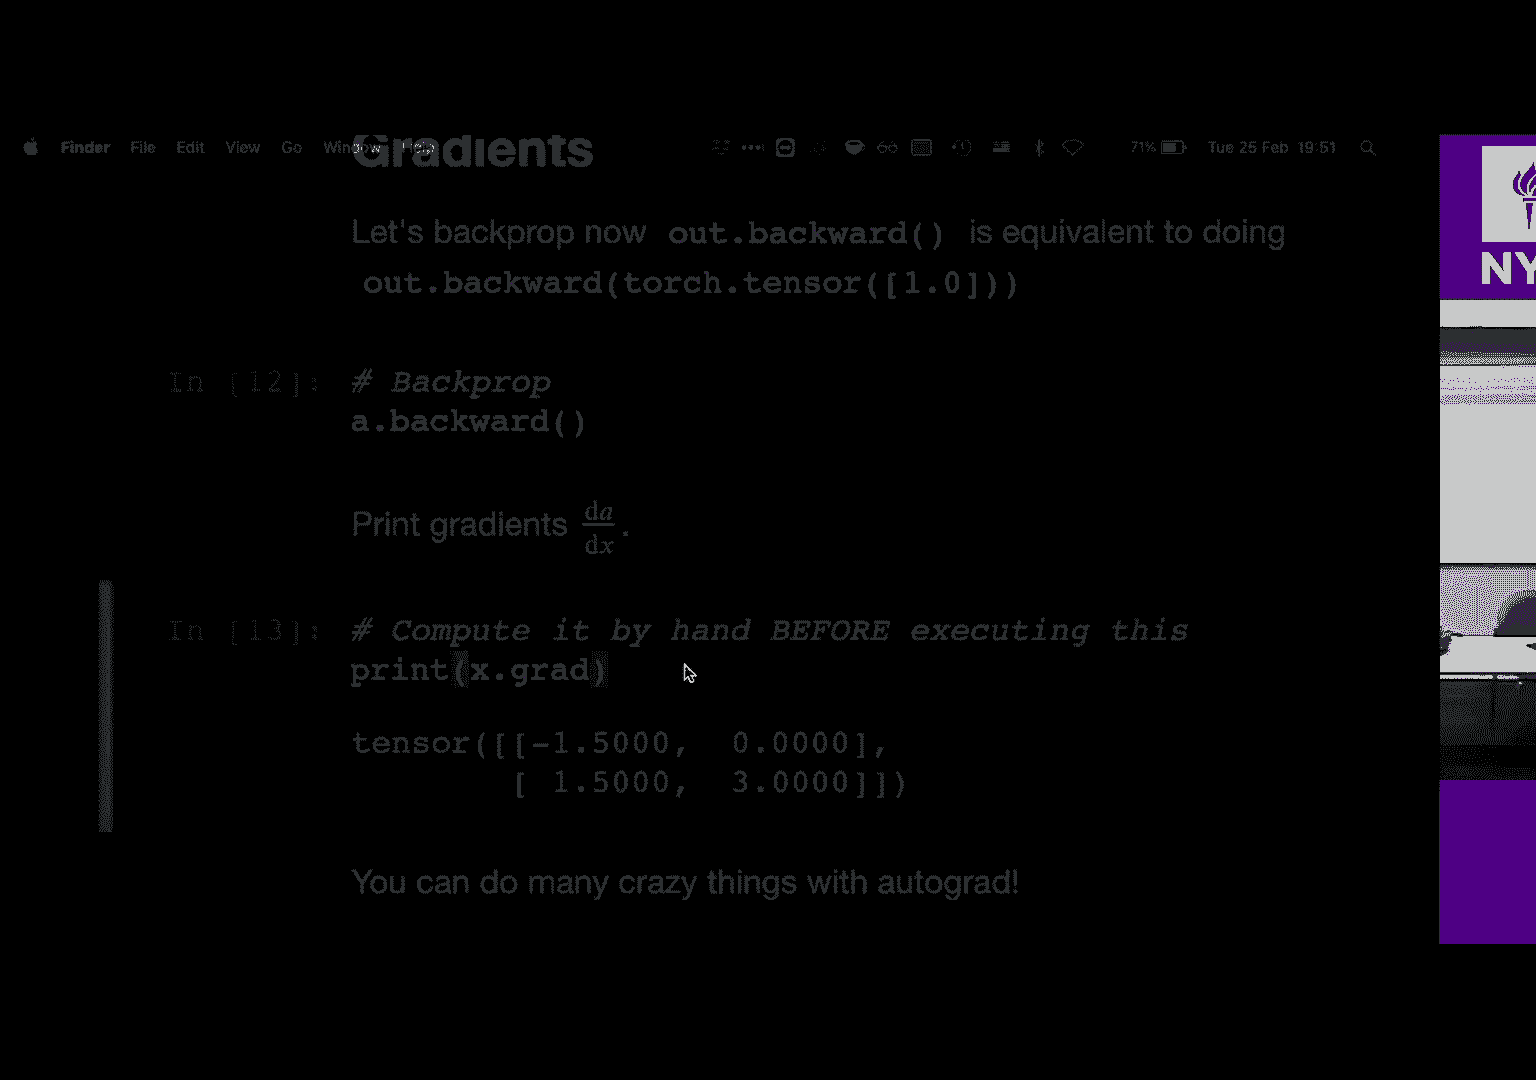 Finder File Edit View Go Window Help 71% Tue 25 Feb 19:51
Gradients
Let's backprop now out.backward() is equivalent to doing
out.backward(torch.tensor([1.0]))
In [12]: # Backprop
a.backward()
Print gradients da/dx.
In [13]: # Compute it by hand BEFORE executing this
print(x.grad)
tensor([[-1.5000, 0.0000],
[ 1.5000, 3.0000]])
You can do many crazy things with autograd!
NY